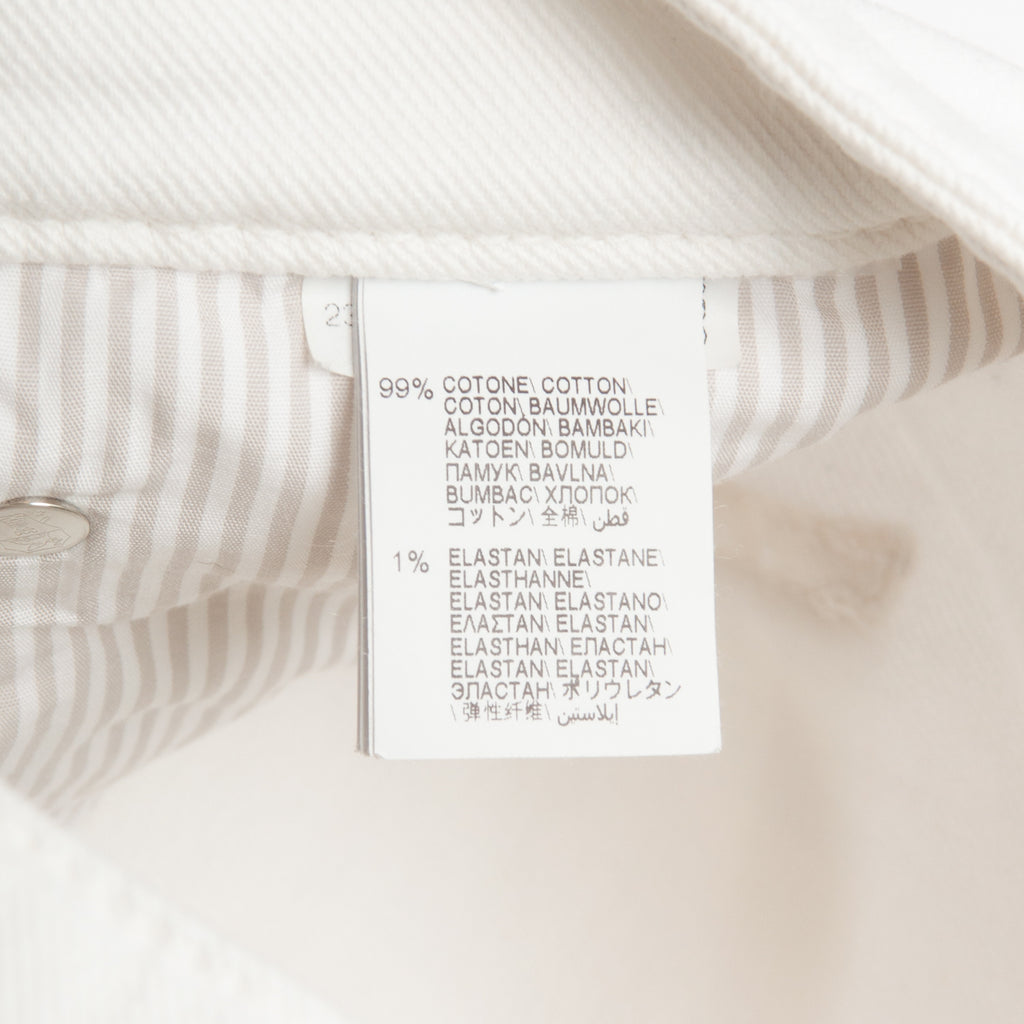 23
99% COTONE\ COTTON\
COTON\ BAUMWOLLE\
ALGODÓN\ BAMBAKI\
KATOEN\ BOMULD\
ПАМУК\ BAVLNA\
BUMBAC\ ХЛОПОК\
コットン\ 全棉\ قطن
1% ELASTAN\ ELASTANE\
ELASTHANNE\
ELASTAN\ ELASTANO\
ΕΛΑΣΤΑΝ\ ELASTAN\
ELASTHAN\ ЕЛАСТАН\
ELASTAN\ ELASTAN\
ЭЛАСТАН\ ポリウレタン
\ 弹性纤维\ إيلاستين